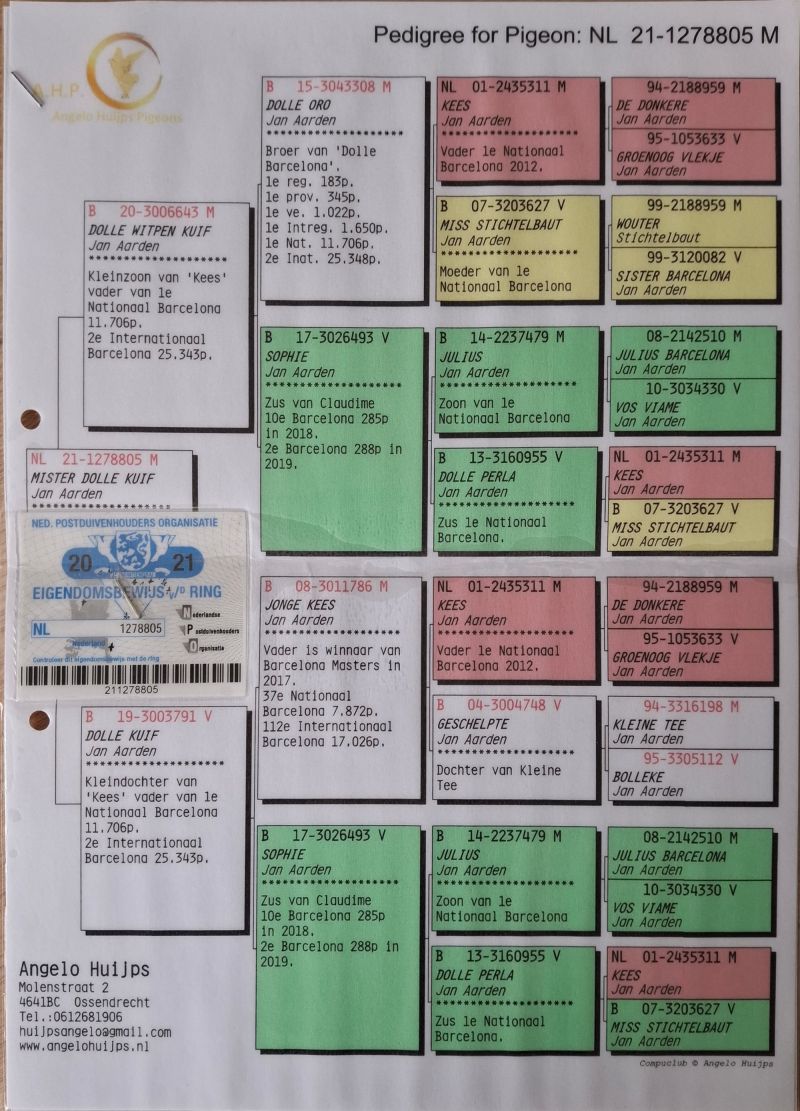 Pedigree for Pigeon: NL 21-1278805 M
A.H.P.
Angelo Huijps Pigeons
B 20-3006643 M
DOLLE WITPEN KUIF
Jan Aarden
********************
Kleinzoon van 'Kees'
vader van 1e
Nationaal Barcelona
11.706p.
2e Internationaal
Barcelona 25.343p.
NL 21-1278805 M
MISTER DOLLE KUIF
Jan Aarden
********************
NED. POSTDUIVENHOUDERS ORGANISATIE
20 21
EIGENDOMSBEWIJS V/D RING
NL 1278805
Nederland
Nederlandse
Postduivenhouders
Organisatie
Controleer dit eigendomsbewijs met de ring
211278805
B 19-3003791 V
DOLLE KUIF
Jan Aarden
********************
Kleindochter van
'Kees' vader van 1e
Nationaal Barcelona
11.706p.
2e Internationaal
Barcelona 25.343p.
B 15-3043308 M
DOLLE ORO
Jan Aarden
********************
Broer van 'Dolle
Barcelona'.
1e reg. 183p.
1e prov. 345p.
1e ve. 1.022p.
1e Intreg. 1.650p.
1e Nat. 11.706p.
2e Inat. 25.348p.
B 17-3026493 V
SOPHIE
Jan Aarden
********************
Zus van Claudime
10e Barcelona 285p
in 2018.
2e Barcelona 288p in
2019.
B 08-3011786 M
JONGE KEES
Jan Aarden
********************
Vader is winnaar van
Barcelona Masters in
2017.
37e Nationaal
Barcelona 7.872p.
112e Internationaal
Barcelona 17.026p.
B 17-3026493 V
SOPHIE
Jan Aarden
********************
Zus van Claudime
10e Barcelona 285p
in 2018.
2e Barcelona 288p in
2019.
NL 01-2435311 M
KEES
Jan Aarden
********************
Vader 1e Nationaal
Barcelona 2012.
B 07-3203627 V
MISS STICHTELBAUT
Jan Aarden
********************
Moeder van 1e
Nationaal Barcelona
B 14-2237479 M
JULIUS
Jan Aarden
********************
Zoon van 1e
Nationaal Barcelona
B 13-3160955 V
DOLLE PERLA
Jan Aarden
********************
Zus 1e Nationaal
Barcelona.
NL 01-2435311 M
KEES
Jan Aarden
********************
Vader 1e Nationaal
Barcelona 2012.
B 04-3004748 V
GESCHELPTE
Jan Aarden
********************
Dochter van Kleine
Tee
B 14-2237479 M
JULIUS
Jan Aarden
********************
Zoon van 1e
Nationaal Barcelona
B 13-3160955 V
DOLLE PERLA
Jan Aarden
********************
Zus 1e Nationaal
Barcelona.
94-2188959 M
DE DONKERE
Jan Aarden
95-1053633 V
GROENOOG VLEKJE
Jan Aarden
99-2188959 M
WOUTER
Stichtelbaut
99-3120082 V
SISTER BARCELONA
Jan Aarden
08-2142510 M
JULIUS BARCELONA
Jan Aarden
10-3034330 V
VOS VIAME
Jan Aarden
NL 01-2435311 M
KEES
Jan Aarden
B 07-3203627 V
MISS STICHTELBAUT
Jan Aarden
94-2188959 M
DE DONKERE
Jan Aarden
95-1053633 V
GROENOOG VLEKJE
Jan Aarden
94-3316198 M
KLEINE TEE
Jan Aarden
95-3305112 V
BOLLEKE
Jan Aarden
08-2142510 M
JULIUS BARCELONA
Jan Aarden
10-3034330 V
VOS VIAME
Jan Aarden
NL 01-2435311 M
KEES
Jan Aarden
B 07-3203627 V
MISS STICHTELBAUT
Jan Aarden
Angelo Huijps
Molenstraat 2
4641BC Ossendrecht
Tel.:0612681906
huijpsangelo@gmail.com
www.angelohuijps.nl
Compuclub © Angelo Huijps